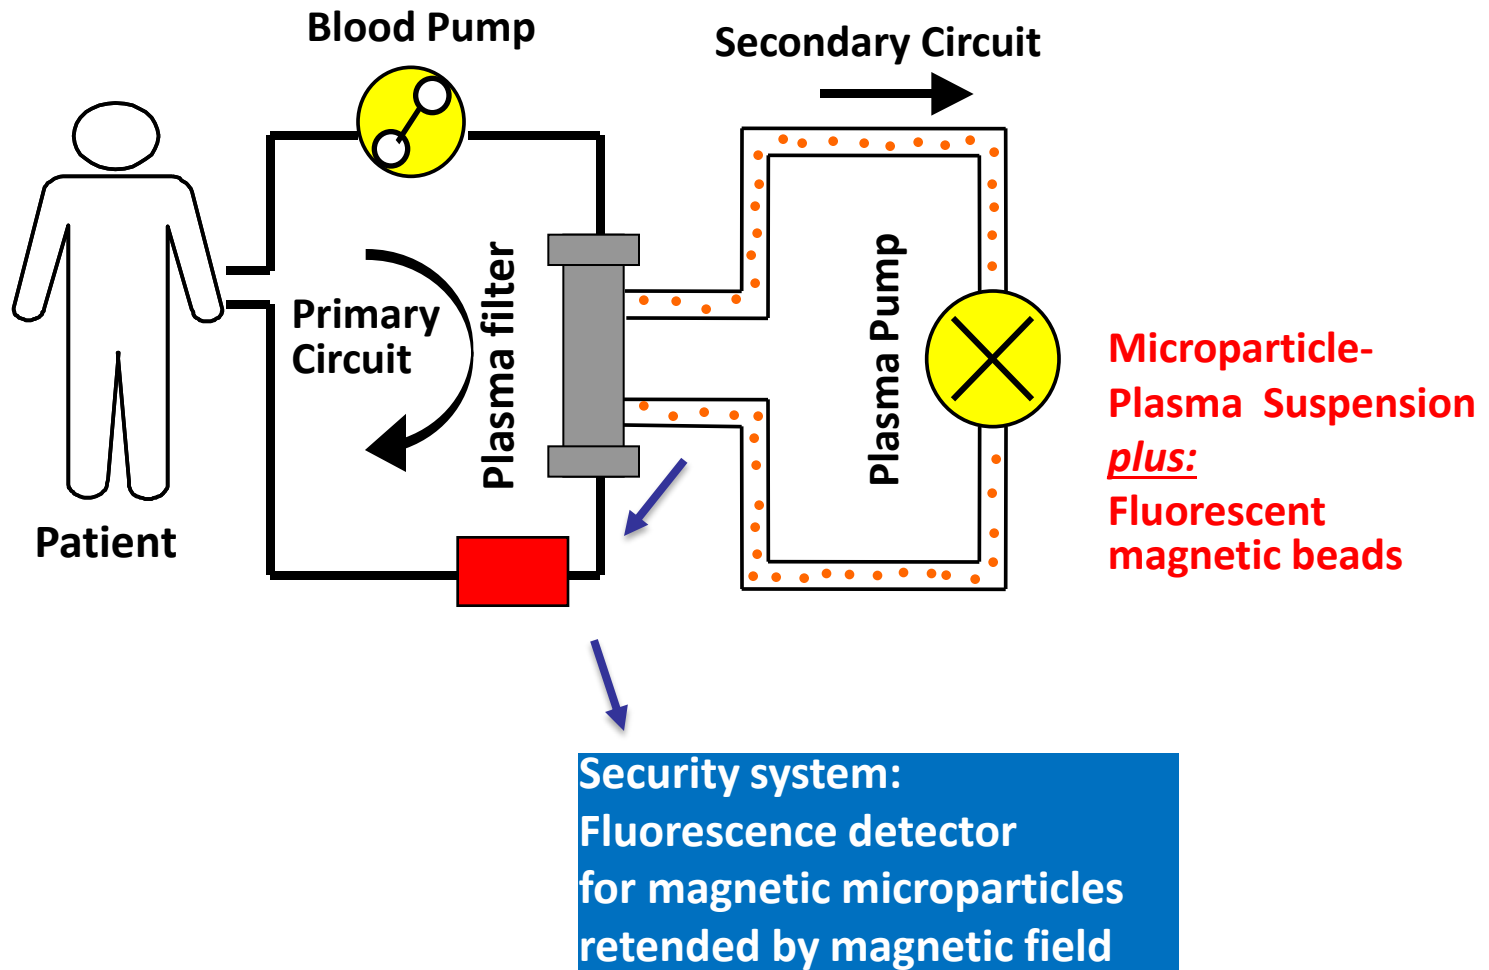 Blood Pump
Secondary Circuit
Primary
Circuit
Plasma filter
Plasma Pump
Patient
Microparticle-
Plasma Suspension
plus:
Fluorescent
magnetic beads
Security system:
Fluorescence detector
for magnetic microparticles
retended by magnetic field